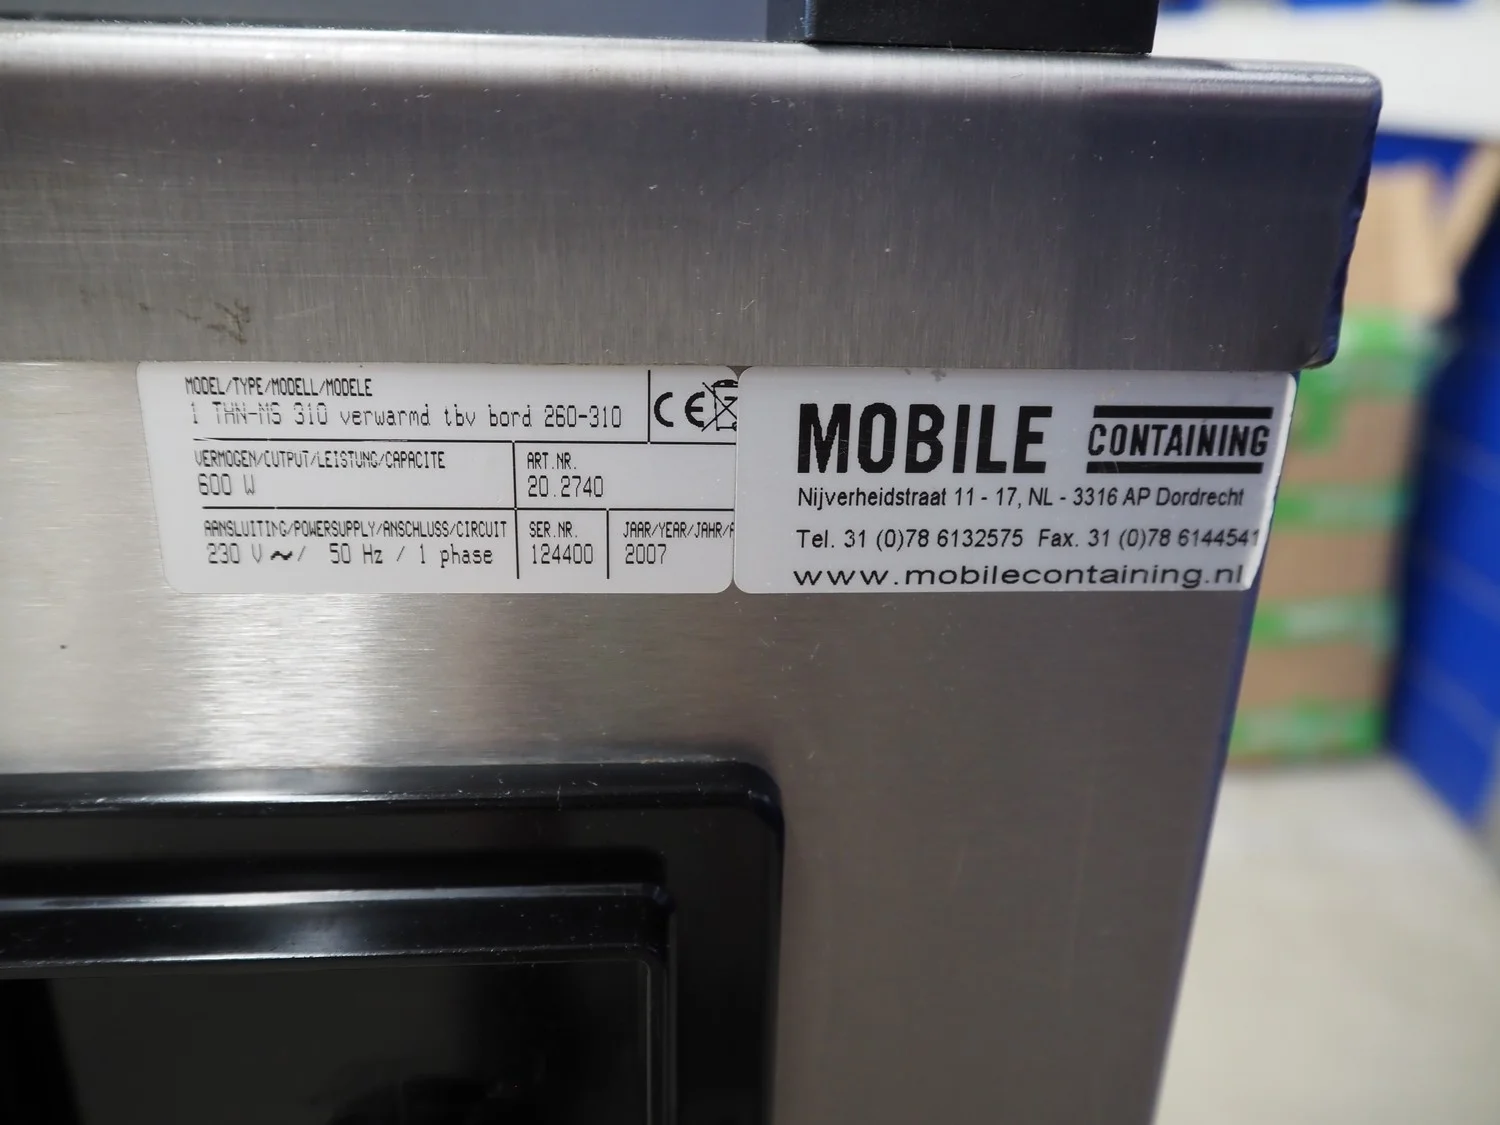 MODEL/TYPE/MODELL/MODELE
1 THN-MS 310 verwarmd tbv bord 260-310
CE
VERMOGEN/OUTPUT/LEISTUNG/CAPACITE
600 W
ART.NR.
20.2740
AANSLUITING/POWERSUPPLY/ANSCHLUSS/CIRCUIT
230 V ~/ 50 Hz / 1 phase
SER.NR.
124400
JAAR/YEAR/JAHR/
2007
MOBILE CONTAINING
Nijverheidstraat 11 - 17, NL - 3316 AP Dordrecht
Tel. 31 (0)78 6132575 Fax. 31 (0)78 6144541
www.mobilecontaining.nl